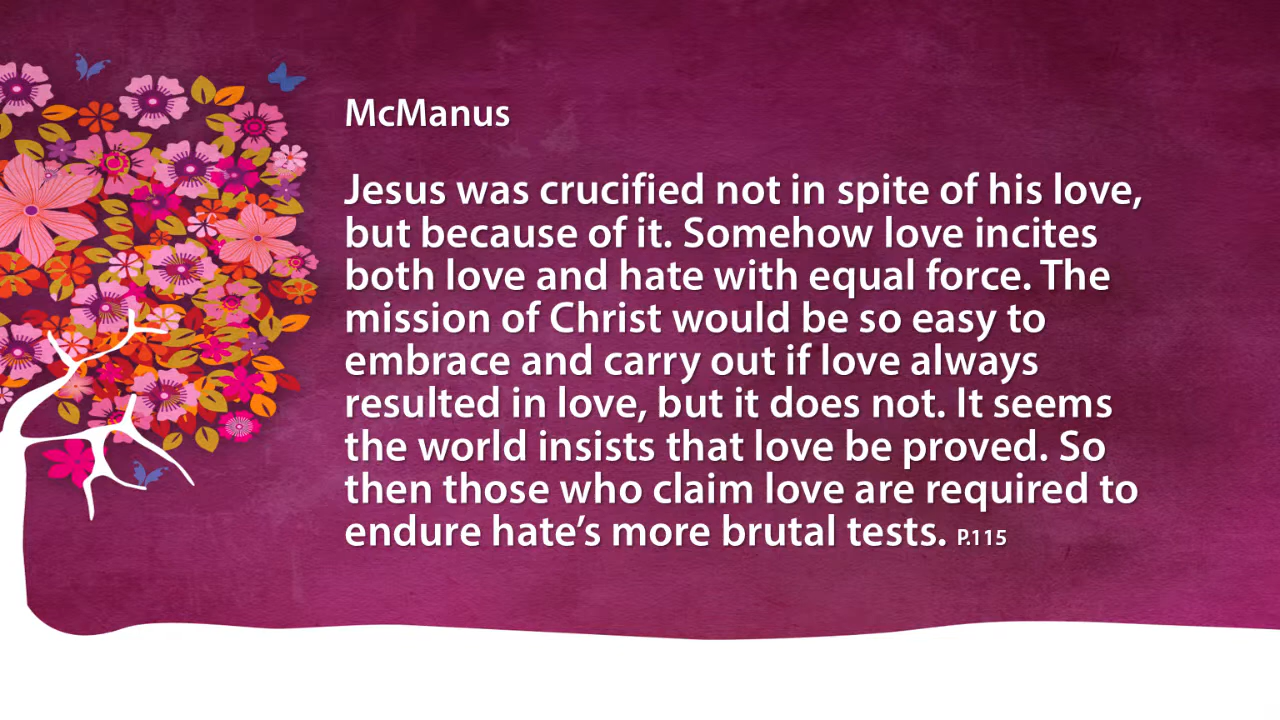 McManus
Jesus was crucified not in spite of his love,
but because of it. Somehow love incites
both love and hate with equal force. The
mission of Christ would be so easy to
embrace and carry out if love always
resulted in love, but it does not. It seems
the world insists that love be proved. So
then those who claim love are required to
endure hate’s more brutal tests. P.115